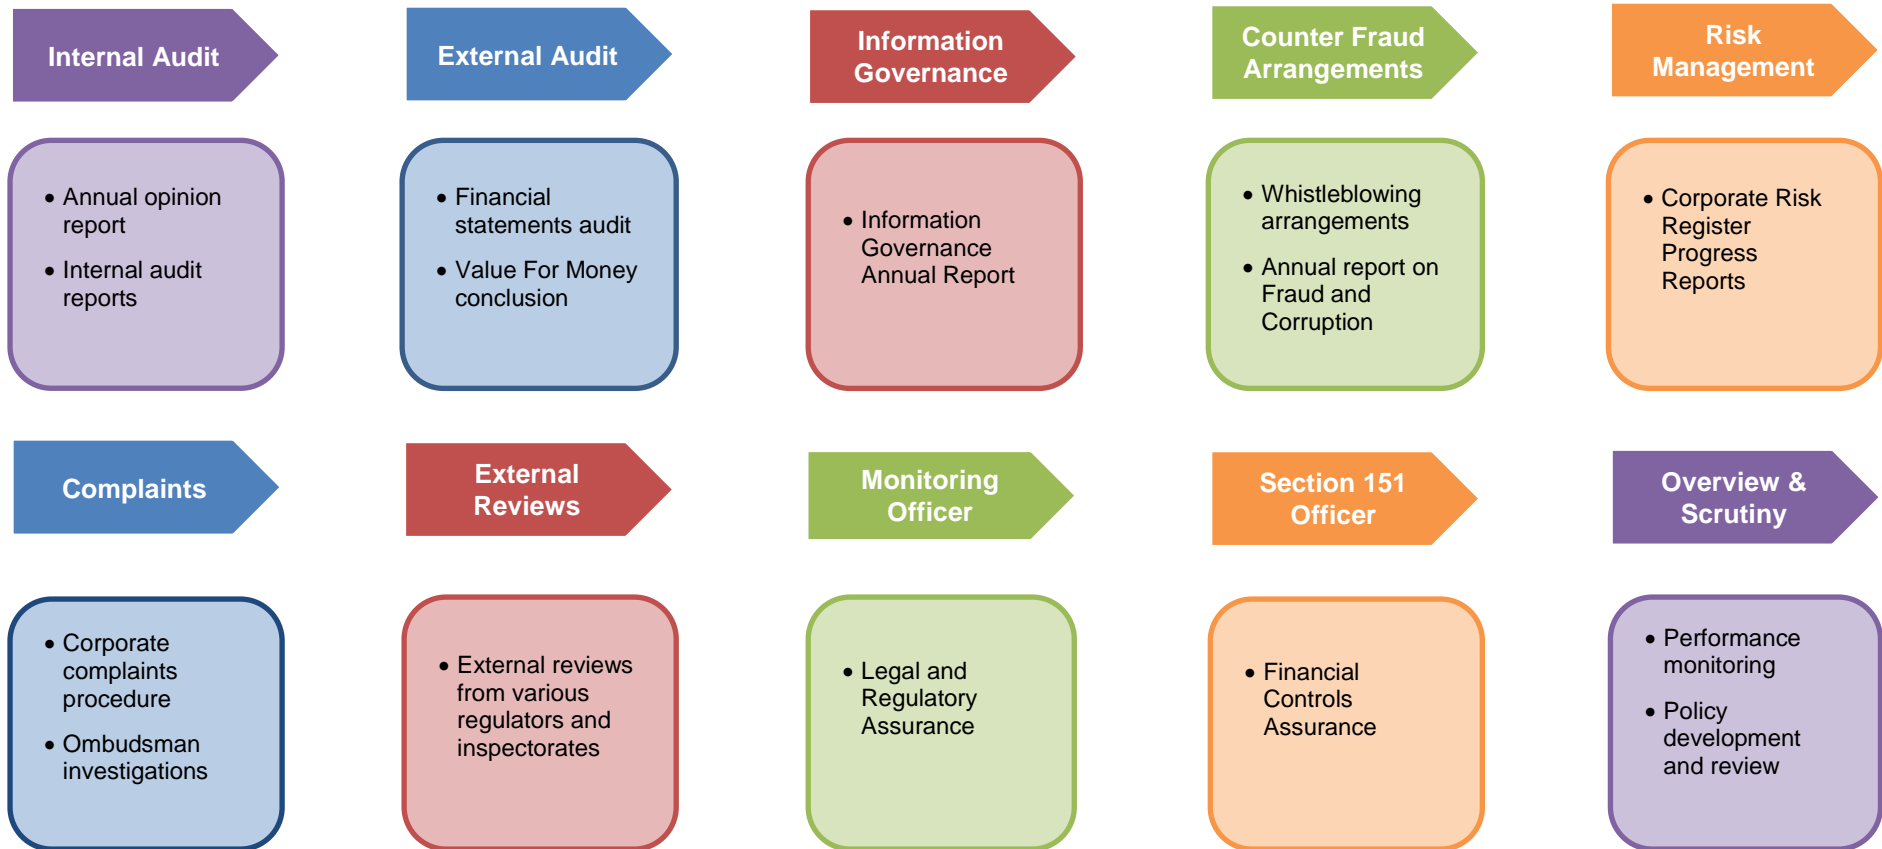 Internal Audit
External Audit
Information
Governance
Counter Fraud
Arrangements
Risk
Management
• Annual opinion
report
• Internal audit
reports
• Financial
statements audit
• Value For Money
conclusion
• Information
Governance
Annual Report
• Whistleblowing
arrangements
• Annual report on
Fraud and
Corruption
• Corporate Risk
Register
Progress
Reports
Complaints
External
Reviews
Monitoring
Officer
Section 151
Officer
Overview &
Scrutiny
• Corporate
complaints
procedure
• Ombudsman
investigations
• External reviews
from various
regulators and
inspectorates
• Legal and
Regulatory
Assurance
• Financial
Controls
Assurance
• Performance
monitoring
• Policy
development
and review